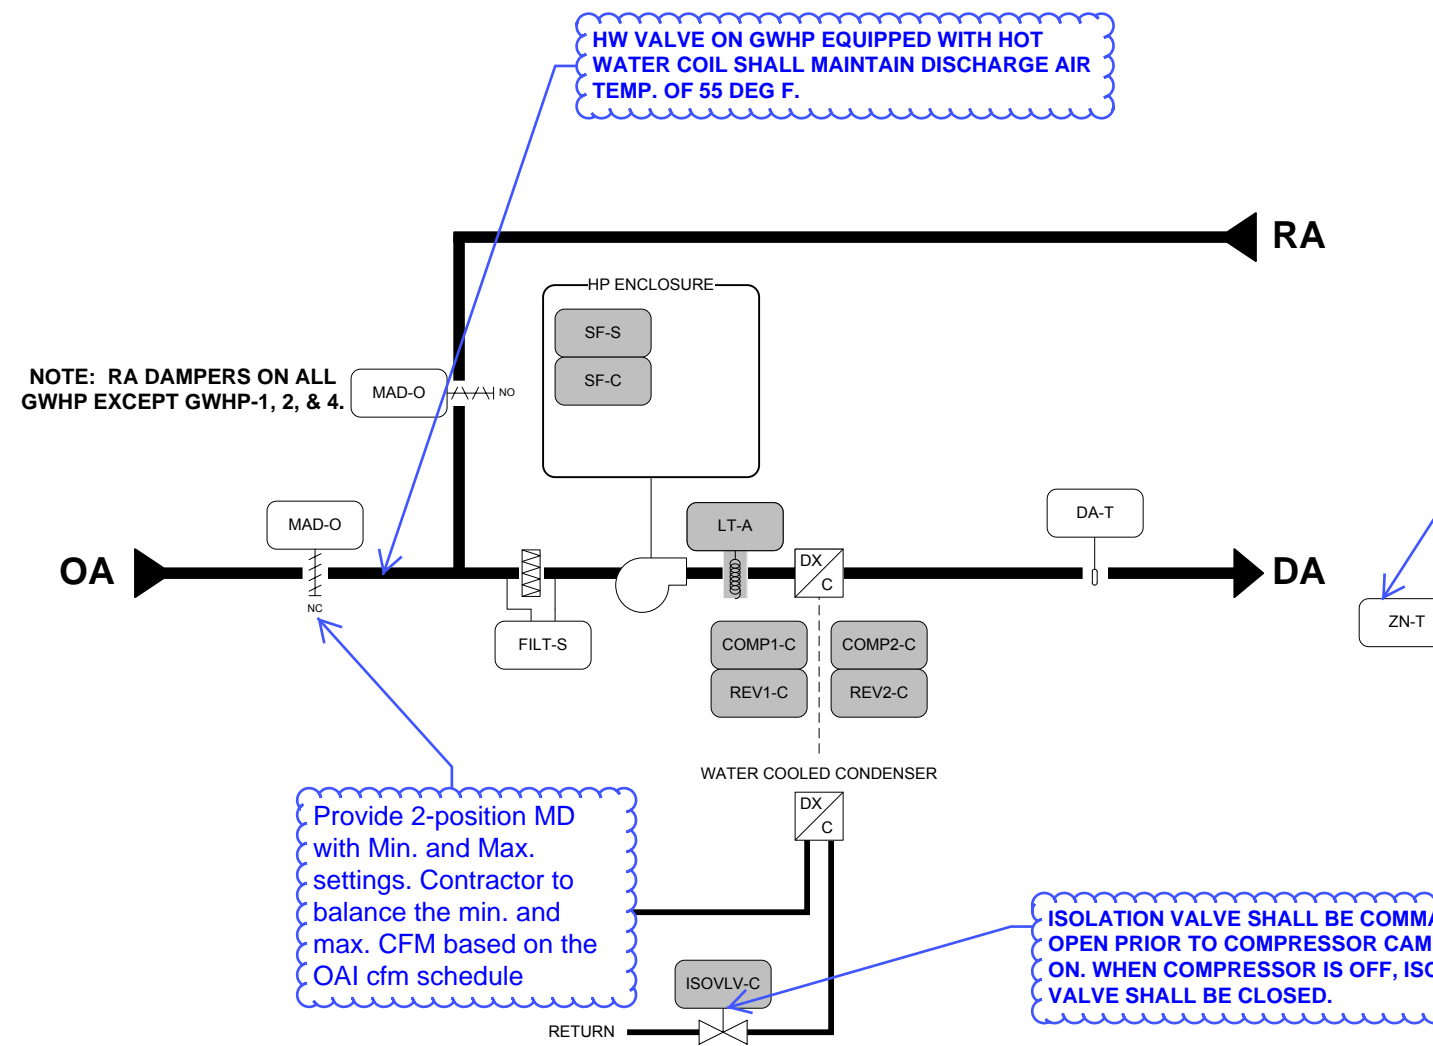 HW VALVE ON GWHP EQUIPPED WITH HOT
WATER COIL SHALL MAINTAIN DISCHARGE AIR
TEMP. OF 55 DEG F.
RA
HP ENCLOSURE
SF-S
SF-C
NOTE: RA DAMPERS ON ALL
GWHP EXCEPT GWHP-1, 2, & 4.
MAD-O
NO
MAD-O
NC
OA
FILT-S
LT-A
DX
C
DA-T
DA
ZN-T
COMP1-C
COMP2-C
REV1-C
REV2-C
WATER COOLED CONDENSER
DX
C
Provide 2-position MD
with Min. and Max.
settings. Contractor to
balance the min. and
max. CFM based on the
OAI cfm schedule
ISOVLV-C
RETURN
ISOLATION VALVE SHALL BE
OPEN PRIOR TO COMPRESSOR
ON. WHEN COMPRESSOR IS OFF,
VALVE SHALL BE CLOSED.